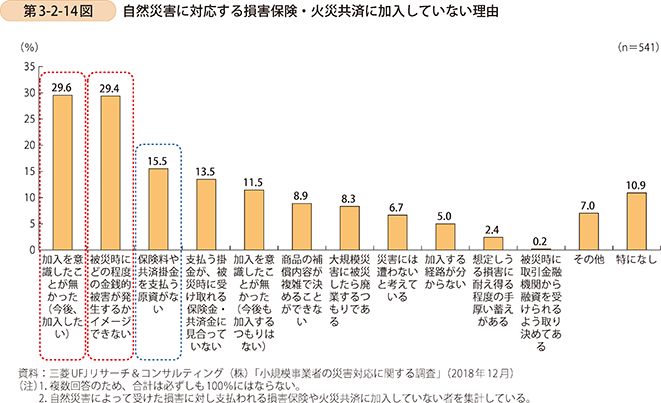 第3-2-14図 自然災害に対応する損害保険・火災共済に加入していない理由
(%)
(n=541)
35
30
25
20
15
10
5
0
29.6
29.4
15.5
13.5
11.5
8.9
8.3
6.7
5.0
2.4
0.2
7.0
10.9
加入を意
識したこ
とが無
かった
(今後、
加入したい)
被災時に
どの程度
の金銭的
被害が発
生するか
イメージ
できない
保険料や
共済掛金
を支払う
原資がない
支払う掛
金が、被
災時に受
け取れる
保険金・
共済金に
見合って
いない
加入を意
識したこ
とが無
かった
(今後も
加入する
つもりはない)
商品の補
償内容が
複雑で決
めること
ができない
大規模災
害に被災
したら廃
業するつ
もりである
災害には
遭わない
と考えて
いる
加入する
経路が分
からない
想定しう
る損害に
耐え得る
程度の手
厚い蓄え
がある
被災時に
取引金融
機関から
融資を受
けられる
よう取り
決めてある
その他
特になし
資料:三菱UFJリサーチ&コンサルティング(株)「小規模事業者の災害対応に関する調査」(2018年12月)
(注)1. 複数回答のため、合計は必ずしも100%にはならない。
2. 自然災害によって受けた損害に対し支払われる損害保険や火災共済に加入していない者を集計している。